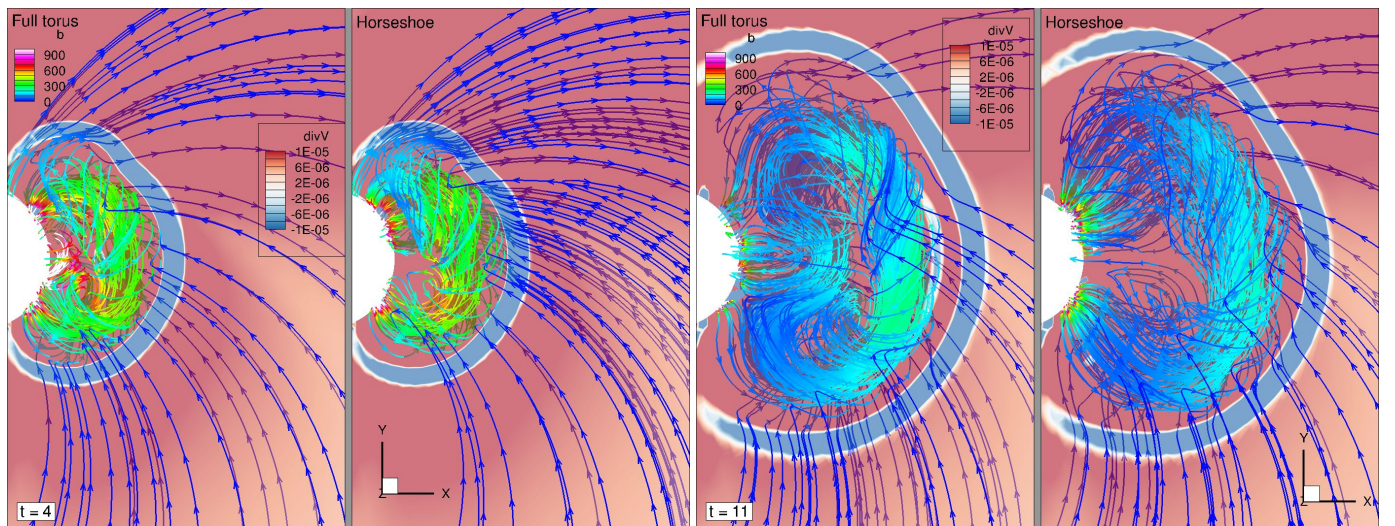 Full torus
b
900
600
300
0
divV
1E-05
6E-06
2E-06
-2E-06
-6E-06
-1E-05
t = 4
Horseshoe
Y
Z
X
Full torus
b
900
600
300
0
divV
1E-05
6E-06
2E-06
-2E-06
-6E-06
-1E-05
t = 11
Horseshoe
Y
Z
X